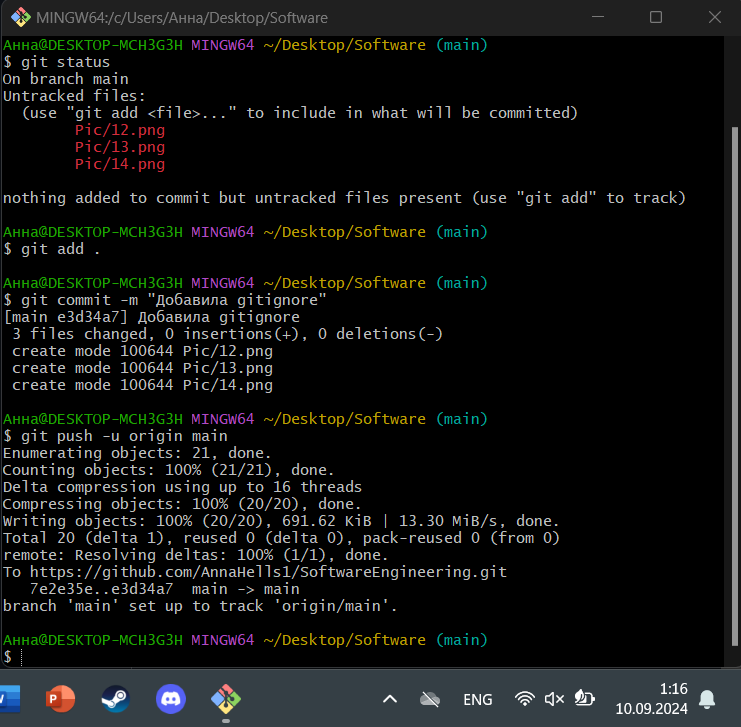 MINGW64:/c/Users/Анна/Desktop/Software
Анна@DESKTOP-MCH3G3H MINGW64 ~/Desktop/Software (main)
$ git status
On branch main
Untracked files:
  (use "git add <file>..." to include in what will be committed)
        Pic/12.png
        Pic/13.png
        Pic/14.png

nothing added to commit but untracked files present (use "git add" to track)

Анна@DESKTOP-MCH3G3H MINGW64 ~/Desktop/Software (main)
$ git add .

Анна@DESKTOP-MCH3G3H MINGW64 ~/Desktop/Software (main)
$ git commit -m "Добавила gitignore"
[main e3d34a7] Добавила gitignore
 3 files changed, 0 insertions(+), 0 deletions(-)
 create mode 100644 Pic/12.png
 create mode 100644 Pic/13.png
 create mode 100644 Pic/14.png

Анна@DESKTOP-MCH3G3H MINGW64 ~/Desktop/Software (main)
$ git push -u origin main
Enumerating objects: 21, done.
Counting objects: 100% (21/21), done.
Delta compression using up to 16 threads
Compressing objects: 100% (20/20), done.
Writing objects: 100% (20/20), 691.62 KiB | 13.30 MiB/s, done.
Total 20 (delta 1), reused 0 (delta 0), pack-reused 0 (from 0)
remote: Resolving deltas: 100% (1/1), done.
To https://github.com/AnnaHells1/SoftwareEngineering.git
   7e2e35e..e3d34a7  main -> main
branch 'main' set up to track 'origin/main'.

Анна@DESKTOP-MCH3G3H MINGW64 ~/Desktop/Software (main)
$
W P ENG 1:16
10.09.2024